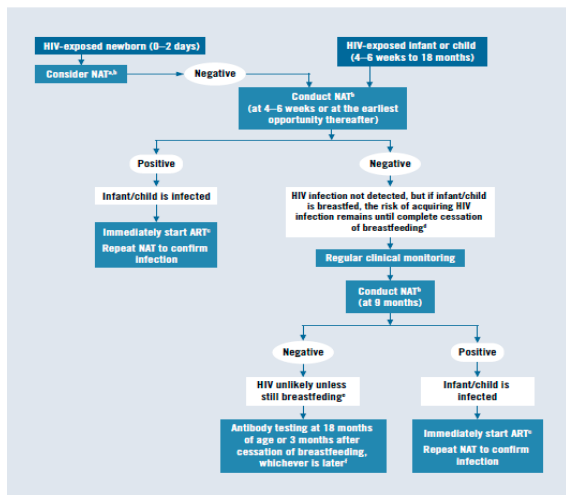 HIV-exposed newborn (0–2 days)
HIV-exposed infant or child
(4–6 weeks to 18 months)
Consider NATa,b
Negative
Conduct NATb
(at 4–6 weeks or at the earliest
opportunity thereafter)
Positive
Negative
Infant/child is infected
HIV infection not detected, but if infant/child
is breastfed, the risk of acquiring HIV
infection remains until complete cessation
of breastfeedingd
Immediately start ARTc
Repeat NAT to confirm
infection
Regular clinical monitoring
Conduct NATb
(at 9 months)
Negative
Positive
HIV unlikely unless
still breastfedinge
Infant/child is
infected
Antibody testing at 18 months
of age or 3 months after
cessation of breastfeeding,
whichever is laterf
Immediately start ARTc
Repeat NAT to confirm
infection